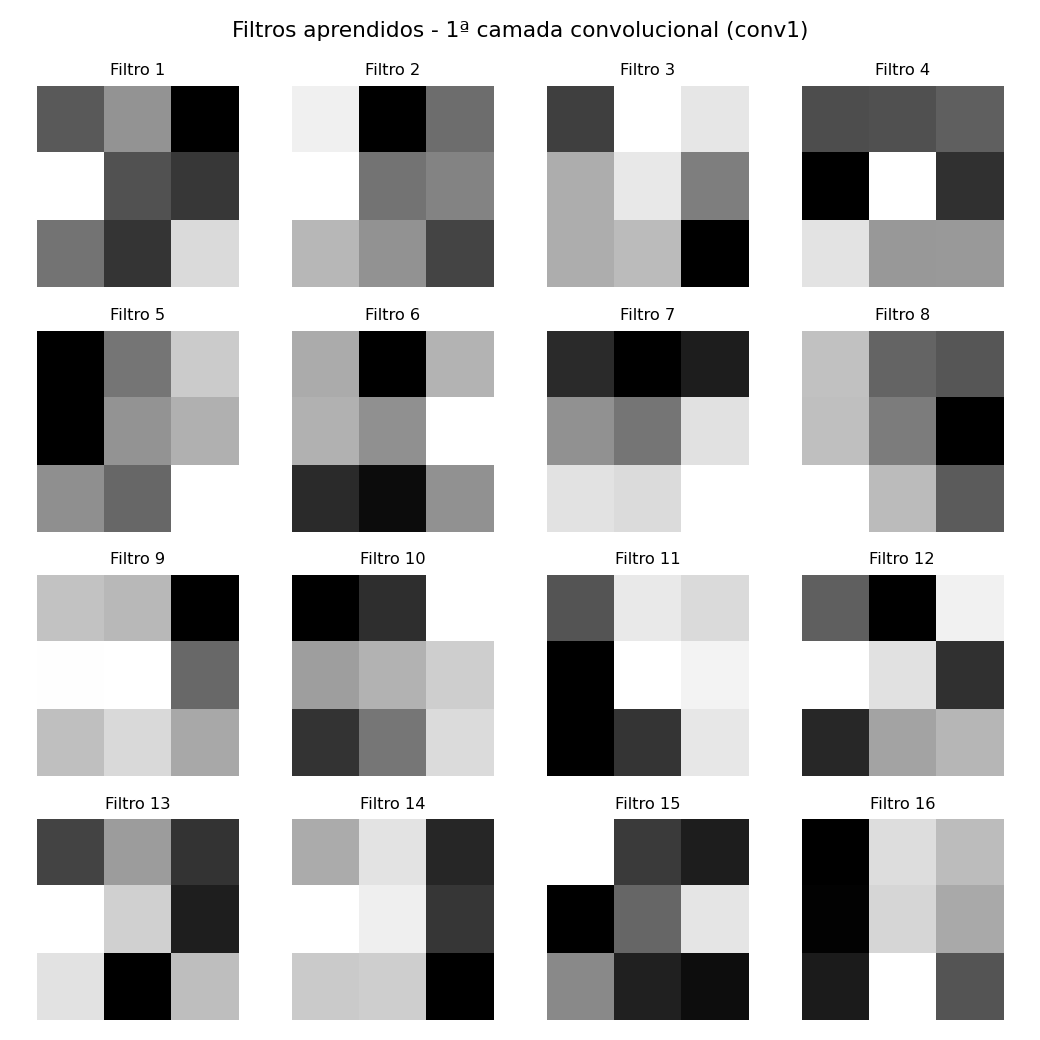 Filtros aprendidos - 1ª camada convolucional (conv1)
Filtro 1
Filtro 2
Filtro 3
Filtro 4
Filtro 5
Filtro 6
Filtro 7
Filtro 8
Filtro 9
Filtro 10
Filtro 11
Filtro 12
Filtro 13
Filtro 14
Filtro 15
Filtro 16